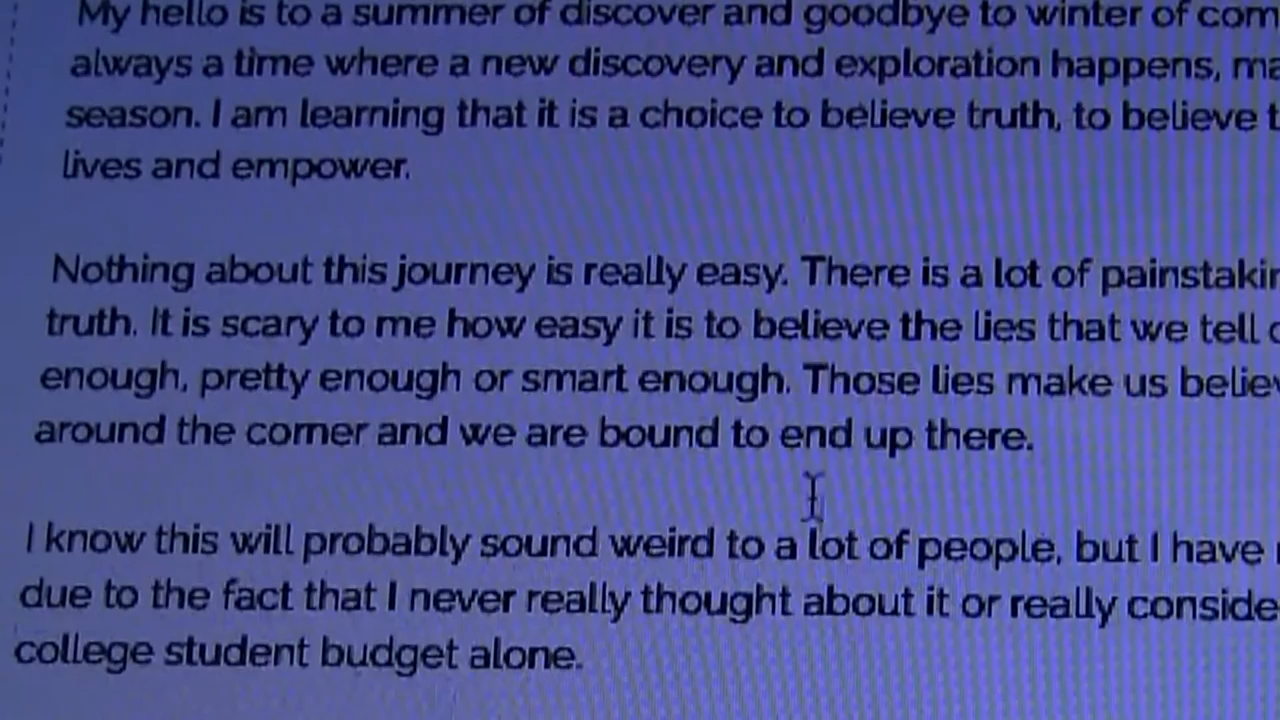 My hello is to a summer of discover and goodbye to winter of com
always a time where a new discovery and exploration happens, ma
season. I am learning that it is a choice to believe truth, to believe t
lives and empower.
Nothing about this journey is really easy. There is a lot of painstakin
truth. It is scary to me how easy it is to believe the lies that we tell o
enough, pretty enough or smart enough. Those lies make us believ
around the corner and we are bound to end up there.
I know this will probably sound weird to a lot of people, but I have
due to the fact that I never really thought about it or really conside
college student budget alone.